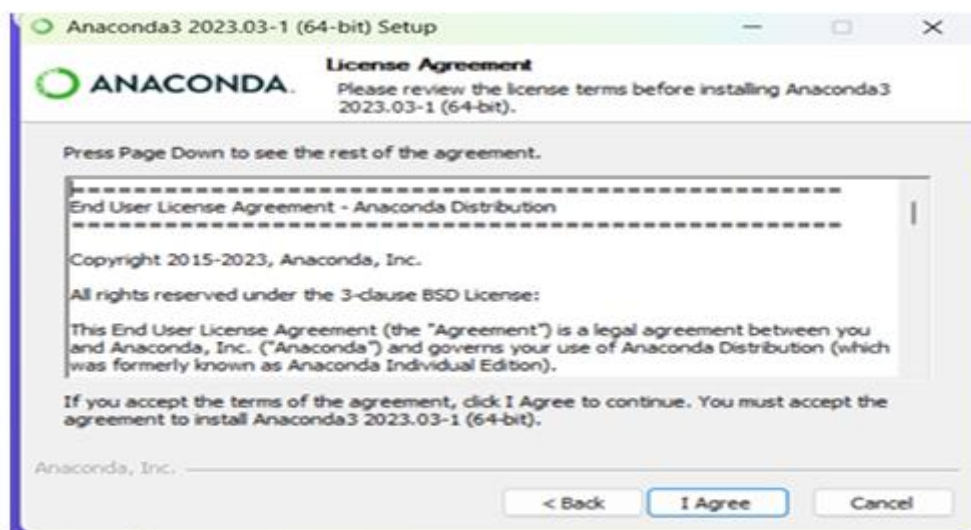 Anaconda3 2023.03-1 (64-bit) Setup
ANACONDA.
License Agreement
Please review the license terms before installing Anaconda3
2023.03-1 (64-bit).
Press Page Down to see the rest of the agreement.
====================================================
End User License Agreement - Anaconda Distribution
====================================================
Copyright 2015-2023, Anaconda, Inc.
All rights reserved under the 3-clause BSD License:
This End User License Agreement (the "Agreement") is a legal agreement between you
and Anaconda, Inc. ("Anaconda") and governs your use of Anaconda Distribution (which
was formerly known as Anaconda Individual Edition).
If you accept the terms of the agreement, click I Agree to continue. You must accept the
agreement to install Anaconda3 2023.03-1 (64-bit).
Anaconda, Inc.
< Back
I Agree
Cancel